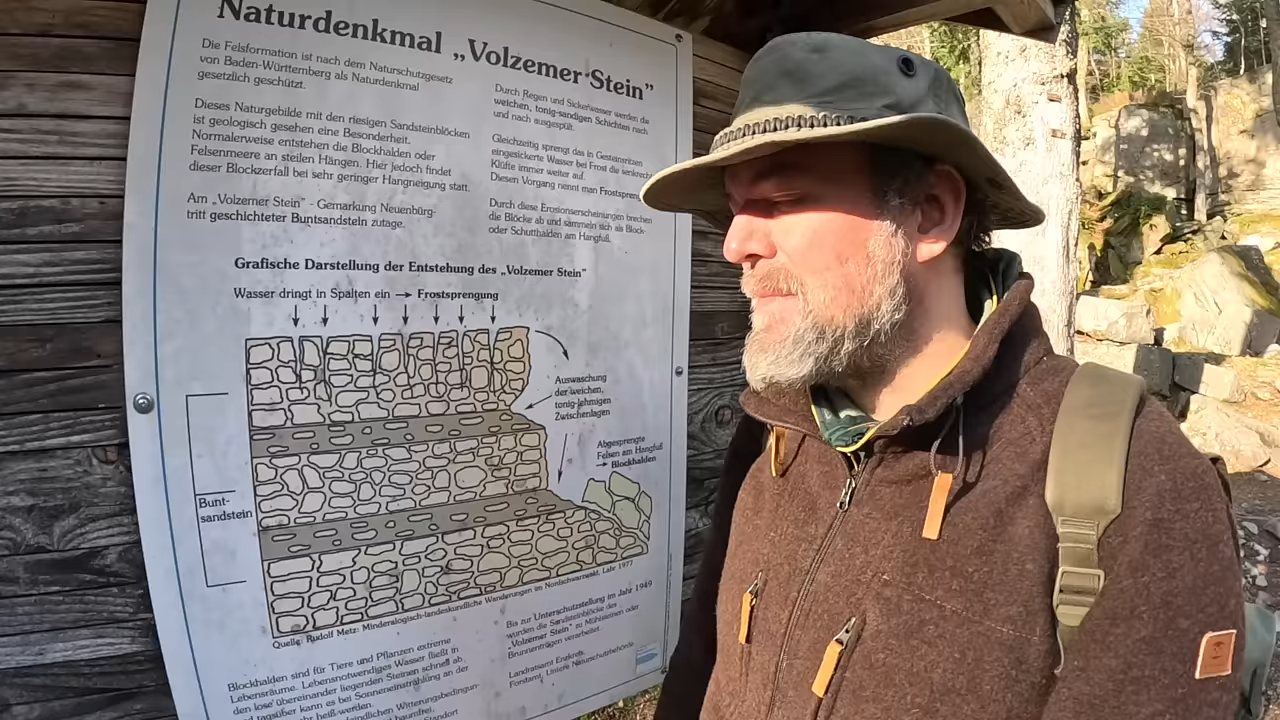 Naturdenkmal „Volzemer Stein”
Die Felsformation ist nach dem Naturschutzgesetz
von Baden-Württemberg als Naturdenkmal
gesetzlich geschützt.
Dieses Naturgebilde mit den riesigen Sandsteinblöcken
ist geologisch gesehen eine Besonderheit.
Normalerweise entstehen die Blockhalden oder
Felsenmeere an steilen Hängen. Hier jedoch findet
dieser Blockzerfall bei sehr geringer Hangneigung statt.
Am „Volzemer Stein” - Gemarkung Neuenbürg-
tritt geschichteter Buntsandstein zutage.
Durch Regen und Sickerwasser werden die
weichen, tonig-sandigen Schichten nach
und nach ausgespült.
Gleichzeitig sprengt das in Gesteinsritzen
eingesickerte Wasser bei Frost die senkrechten
Klüfte immer weiter auf.
Diesen Vorgang nennt man
Durch diese Erosionserscheinungen brechen
die Blöcke ab und sammeln sich als Block-
oder Schutthalden am Hangfuß.
Grafische Darstellung der Entstehung des „Volzemer Stein”
Wasser dringt in Spalten ein → Frostsprengung
Auswaschung
der weichen,
tonig-lehmigen
Zwischenlagen
Abgesprengte
Felsen am Hangfuß
→ Blockhalden
Bunt-
sandstein
Quelle: Rudolf Metz: Minderalogisch-landeskundliche Wanderungen im Nordschwarzwald, Lahr 1977
Blockhalden sind für Tiere und Pflanzen extreme
Lebensräume. Lebensnotwendiges Wasser fließt in
den lose übereinander liegenden Steinen schnell ab,
tagsüber kann es bei Sonneneinstrahlung an der
heiß werden.
Witterungsbedingun-
baumfrei.
Standort
Bis zur Unterschutzstellung im Jahr 1949
wurden die Sandsteinblöcke des
„Volzemer Stein” zu Mühlsteinen oder
Brunnentrögen verarbeitet.
Landratsamt Enzkreis
Forstamt, Untere Naturschutzbehörde